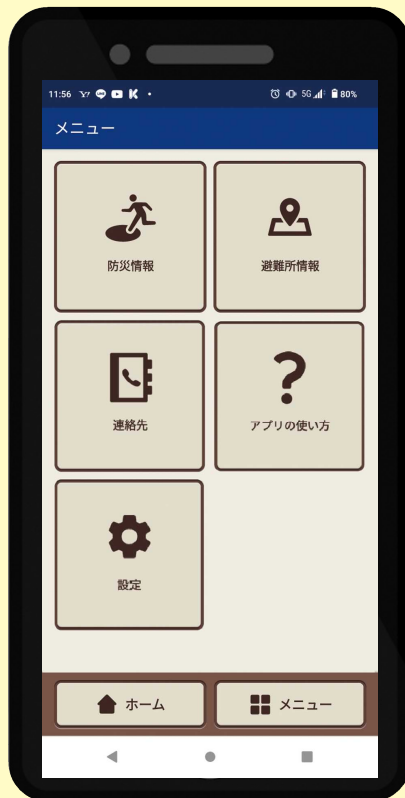 11:56 Y? K • 5G 80%
メニュー
防災情報
避難所情報
連絡先
アプリの使い方
設定
ホーム
メニュー